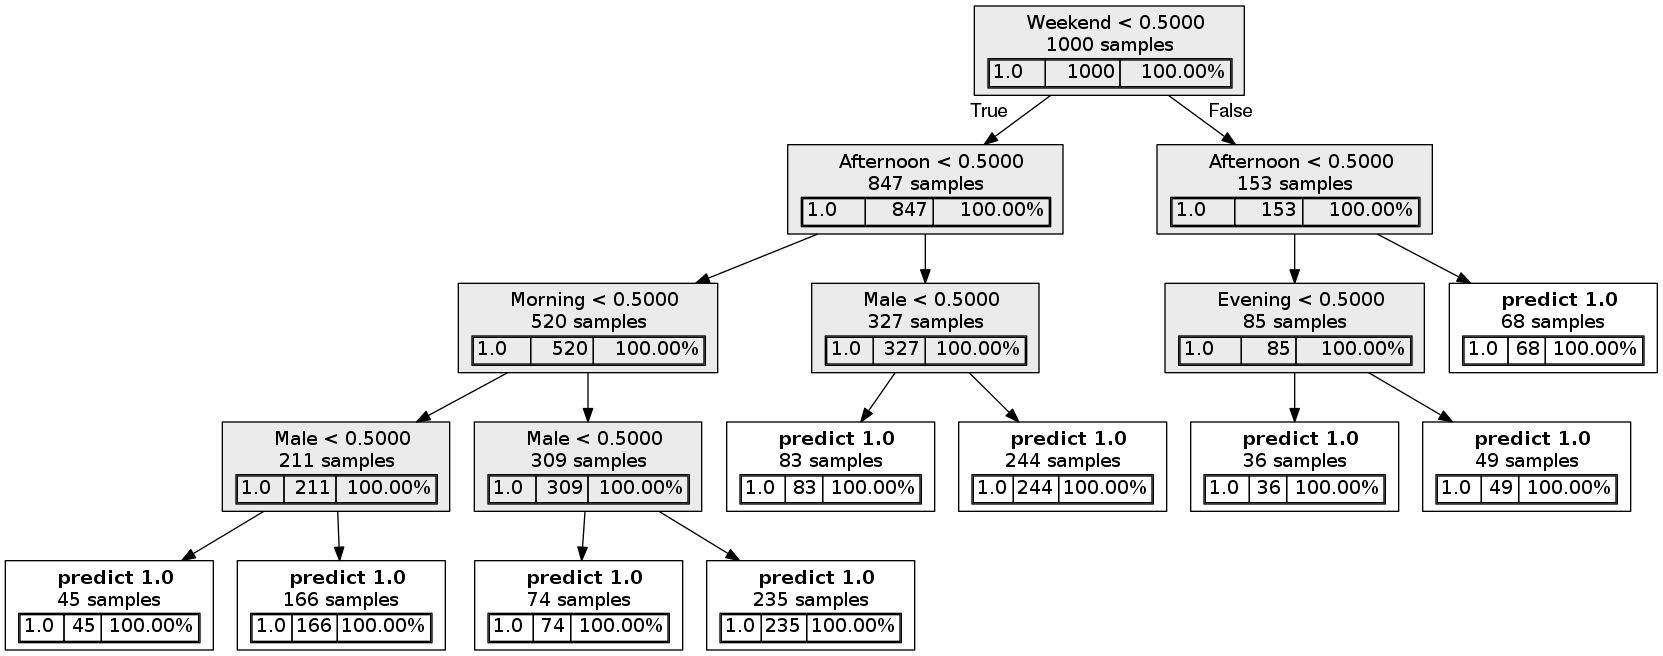 Weekend < 0.5000
1000 samples
1.0 1000 100.00%
True
False
Afternoon < 0.5000
847 samples
1.0 847 100.00%
Afternoon < 0.5000
153 samples
1.0 153 100.00%
Morning < 0.5000
520 samples
1.0 520 100.00%
Male < 0.5000
327 samples
1.0 327 100.00%
Evening < 0.5000
85 samples
1.0 85 100.00%
predict 1.0
68 samples
1.0 68 100.00%
Male < 0.5000
211 samples
1.0 211 100.00%
Male < 0.5000
309 samples
1.0 309 100.00%
predict 1.0
83 samples
1.0 83 100.00%
predict 1.0
244 samples
1.0 244 100.00%
predict 1.0
36 samples
1.0 36 100.00%
predict 1.0
49 samples
1.0 49 100.00%
predict 1.0
45 samples
1.0 45 100.00%
predict 1.0
166 samples
1.0 166 100.00%
predict 1.0
74 samples
1.0 74 100.00%
predict 1.0
235 samples
1.0 235 100.00%